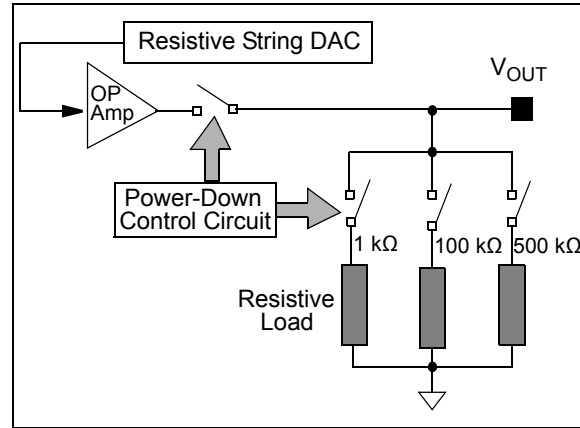 Resistive String DAC
VOUT
OP
Amp
Power-Down
Control Circuit
1 kΩ
100 kΩ
500 kΩ
Resistive
Load